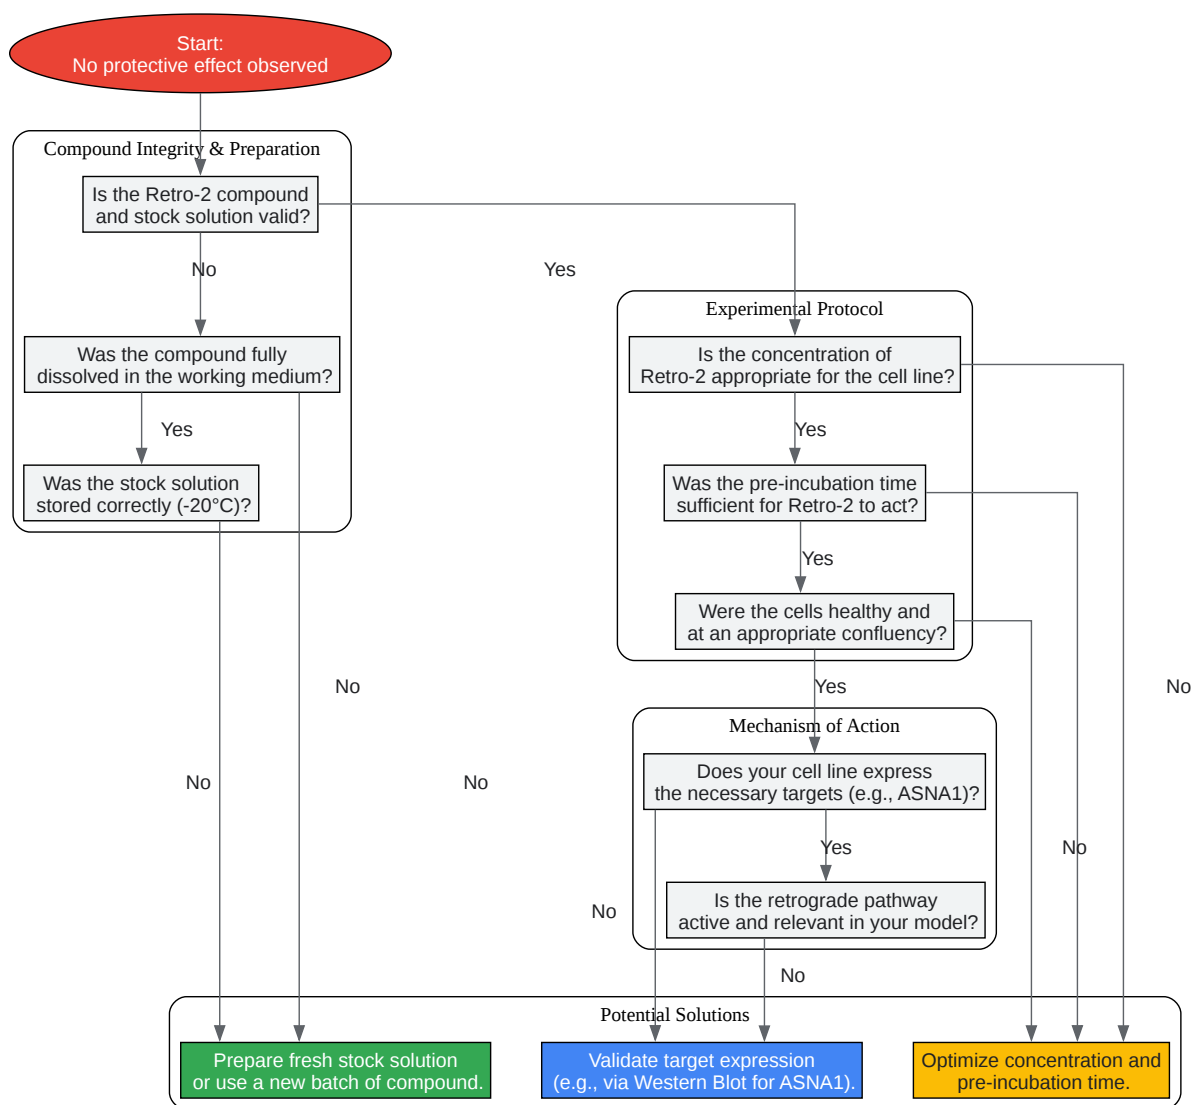 Start:
No protective effect observed
Compound Integrity & Preparation
Is the Retro-2 compound
and stock solution valid?
No
Yes
Experimental Protocol
Was the compound fully
dissolved in the working medium?
Is the concentration of
Retro-2 appropriate for the cell line?
Yes
Yes
Was the stock solution
stored correctly (-20°C)?
Was the pre-incubation time
sufficient for Retro-2 to act?
Yes
Were the cells healthy and
at an appropriate confluency?
No
Yes
No
Mechanism of Action
Does your cell line express
the necessary targets (e.g., ASNA1)?
No
No
Yes
No
Is the retrograde pathway
active and relevant in your model?
No
No
Potential Solutions
Prepare fresh stock solution
or use a new batch of compound.
Validate target expression
(e.g., via Western Blot for ASNA1).
Optimize concentration and
pre-incubation time.